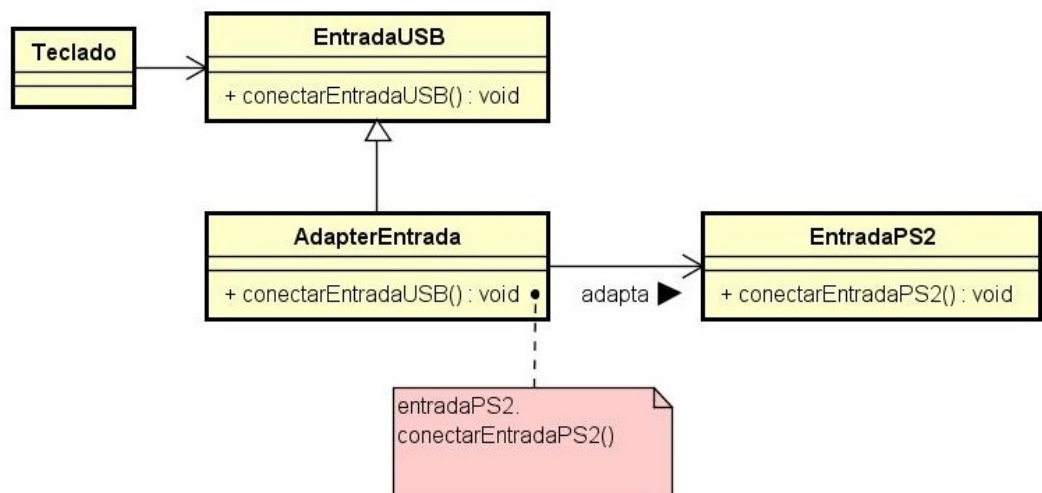 Teclado
EntradaUSB
+ conectarEntradaUSB() : void
AdapterEntrada
+ conectarEntradaUSB() : void
adapta
EntradaPS2
+ conectarEntradaPS2() : void
entradaPS2.
conectarEntradaPS2()